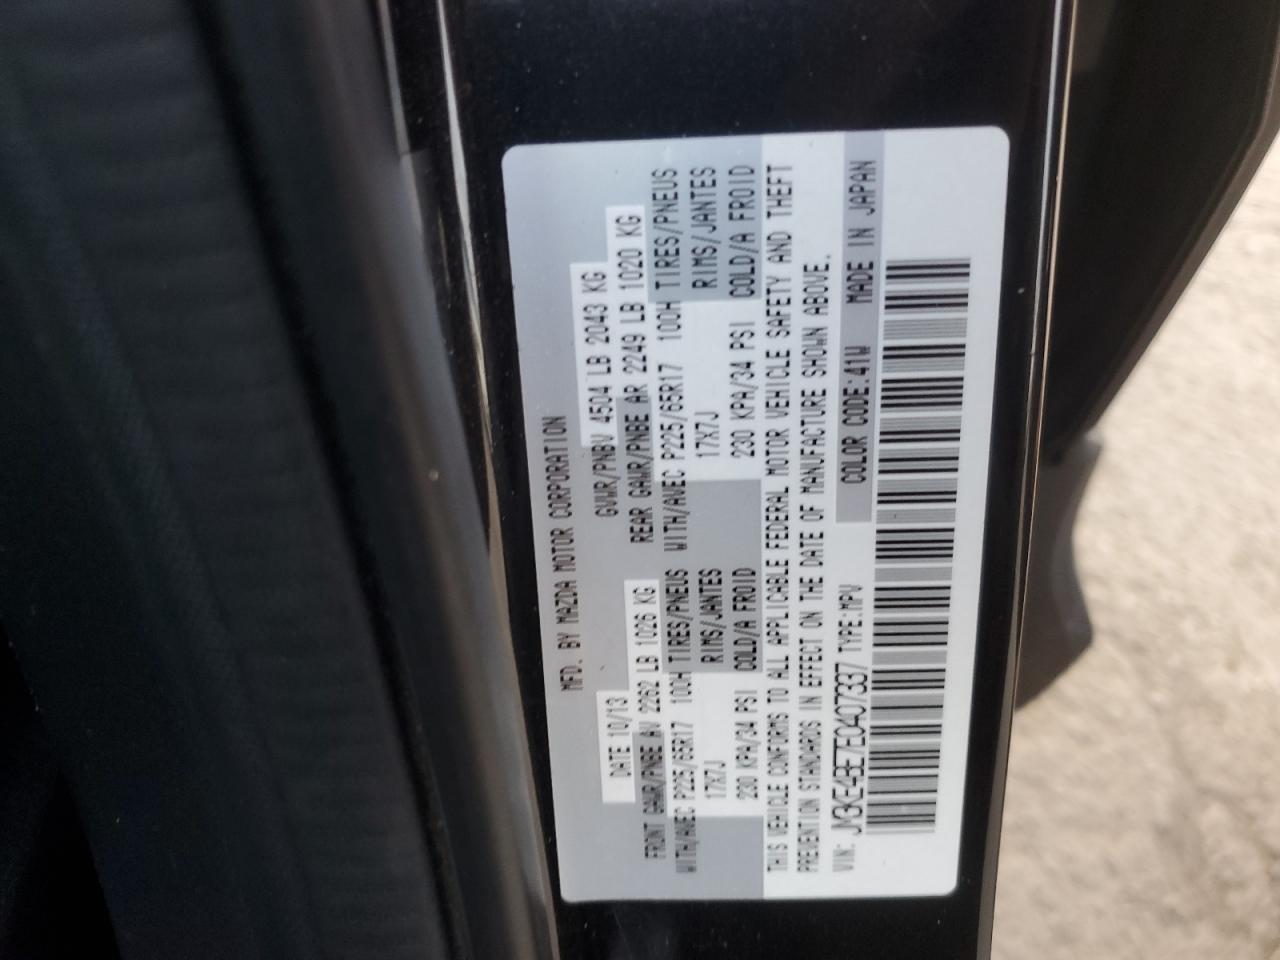 MFD. BY MAZDA MOTOR CORPORATION
DATE 10/13 GVWR/PNBV 4504 LB 2043 KG
FRONT GAWR/PNBE AV 2262 LB 1026 KG REAR GAWR/PNBE AR 2249 LB 1020 KG
WITH/AVEC P225/65R17 100H TIRES/PNEUS WITH/AVEC P225/65R17 100H TIRES/PNEUS
17X7J RIMS/JANTES 17X7J RIMS/JANTES
230 KPA/34 PSI COLD/A FROID 230 KPA/34 PSI COLD/A FROID
THIS VEHICLE CONFORMS TO ALL APPLICABLE FEDERAL MOTOR VEHICLE SAFETY AND THEFT
PREVENTION STANDARDS IN EFFECT ON THE DATE OF MANUFACTURE SHOWN ABOVE.
VIN: JM3KE4BE7E0407337 TYPE:MPV COLOR CODE:41W MADE IN JAPAN